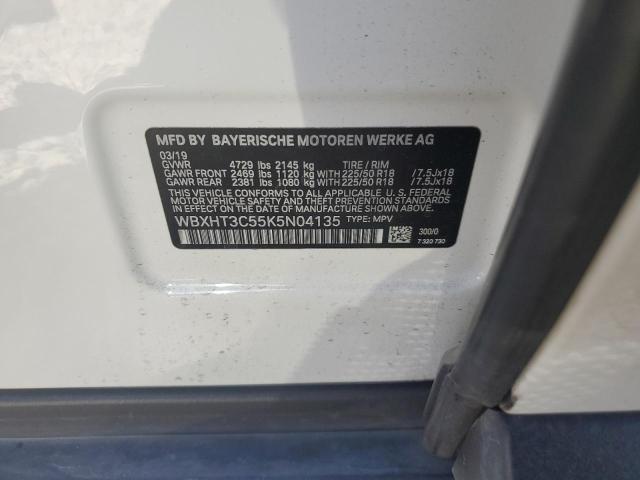 MFD BY BAYERISCHE MOTOREN WERKE AG
03/19
GVWR 4729 lbs 2145 kg TIRE / RIM
GAWR FRONT 2469 lbs 1120 kg WITH 225/50 R18 /7.5Jx18
GAWR REAR 2381 lbs 1080 kg WITH 225/50 R18 /7.5Jx18
THIS VEHICLE CONFORMS TO ALL APPLICABLE U. S. FEDERAL
MOTOR VEHICLE SAFETY, BUMPER, AND THEFT PREVENTION
STANDARDS IN EFFECT ON THE DATE OF MANUFACTURE SHOWN ABOVE.
WBXHT3C55K5N04135 TYPE: MPV
300/0
7 320 730